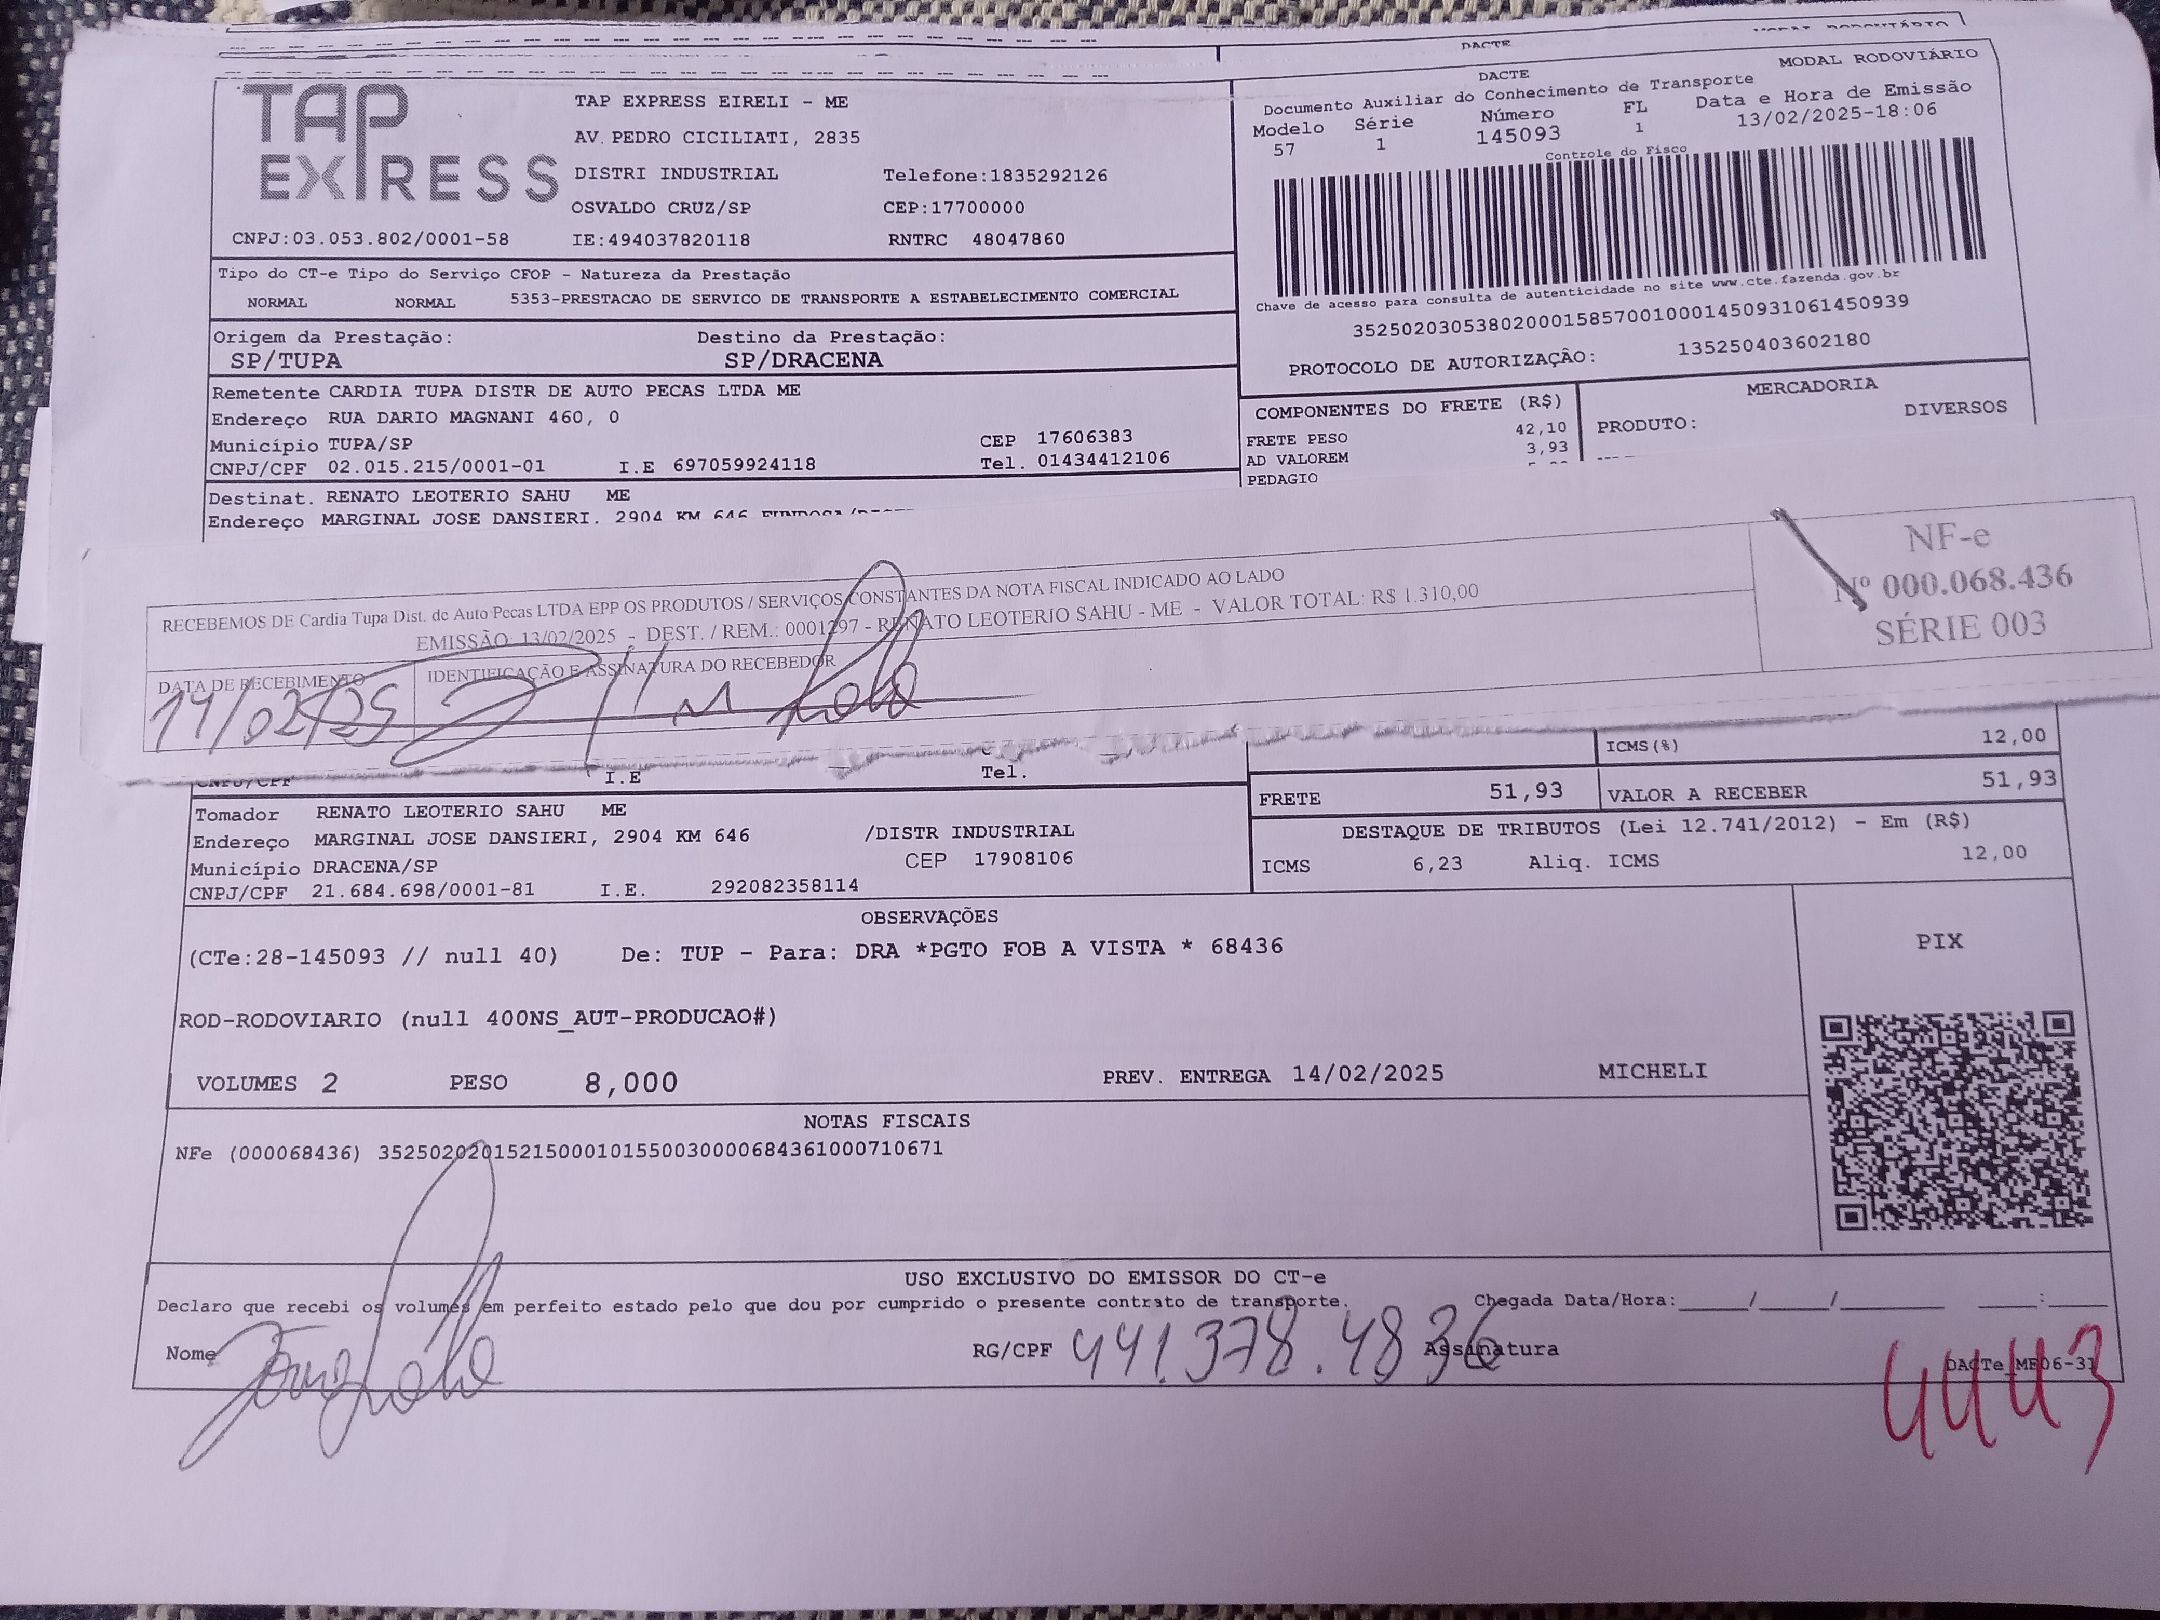 DACTE
TAP EXPRESS
TAP EXPRESS EIRELI - ME
AV. PEDRO CICILIATI, 2835
DISTRI INDUSTRIAL Telefone:1835292126
OSVALDO CRUZ/SP CEP:17700000
CNPJ:03.053.802/0001-58 IE:494037820118 RNTRC 48047860
MODAL RODOVIÁRIO
DACTE
Documento Auxiliar do Conhecimento de Transporte
Modelo Série Número FL Data e Hora de Emissão
57 1 145093 1 13/02/2025-18:06
Controle do Fisco
Chave de acesso para consulta de autenticidade no site www.cte.fazenda.gov.br
35250203053802000158570010001450931061450939
PROTOCOLO DE AUTORIZAÇÃO: 135250403602180
Tipo do CT-e Tipo do Serviço CFOP - Natureza da Prestação
NORMAL NORMAL 5353-PRESTACAO DE SERVICO DE TRANSPORTE A ESTABELECIMENTO COMERCIAL
Origem da Prestação: Destino da Prestação:
SP/TUPA SP/DRACENA
Remetente CARDIA TUPA DISTR DE AUTO PECAS LTDA ME
Endereço RUA DARIO MAGNANI 460, 0
Município TUPA/SP CEP 17606383
CNPJ/CPF 02.015.215/0001-01 I.E 697059924118 Tel. 01434412106
COMPONENTES DO FRETE (R$) MERCADORIA
FRETE PESO 42,10 PRODUTO: DIVERSOS
AD VALOREM 3,93
PEDAGIO
Destinat. RENATO LEOTERIO SAHU ME
Endereço MARGINAL JOSE DANSIERI, 2904 KM 646
RECEBEMOS DE Cardia Tupa Dist. de Auto Pecas LTDA EPP OS PRODUTOS / SERVIÇOS CONSTANTES DA NOTA FISCAL INDICADO AO LADO
EMISSÃO: 13/02/2025 - DEST. / REM.: 0001297 - RENATO LEOTERIO SAHU - ME - VALOR TOTAL: R$ 1.310,00
DATA DE RECEBIMENTO IDENTIFICAÇÃO E ASSINATURA DO RECEBEDOR
14/02/25
NF-e
Nº 000.068.436
SÉRIE 003
CNPJ/CPF I.E Tel.
ICMS(%) 12,00
FRETE 51,93 VALOR A RECEBER 51,93
Tomador RENATO LEOTERIO SAHU ME
Endereço MARGINAL JOSE DANSIERI, 2904 KM 646 /DISTR INDUSTRIAL
Município DRACENA/SP CEP 17908106
CNPJ/CPF 21.684.698/0001-81 I.E. 292082358114
DESTAQUE DE TRIBUTOS (Lei 12.741/2012) - Em (R$)
ICMS 6,23 Aliq. ICMS 12,00
OBSERVAÇÕES
(CTe:28-145093 // null 40) De: TUP - Para: DRA *PGTO FOB A VISTA * 68436
PIX
ROD-RODOVIARIO (null 400NS_AUT-PRODUCAO#)
VOLUMES 2 PESO 8,000 PREV. ENTREGA 14/02/2025 MICHELI
NOTAS FISCAIS
NFe (000068436) 35250202015215000101550030000684361000710671
USO EXCLUSIVO DO EMISSOR DO CT-e
Declaro que recebi os volumes em perfeito estado pelo que dou por cumprido o presente contrato de transporte. Chegada Data/Hora:_____/_____/_______ ____:____
Nome RG/CPF 441.378.4836 Assinatura
DACTe_MF06-31
4443